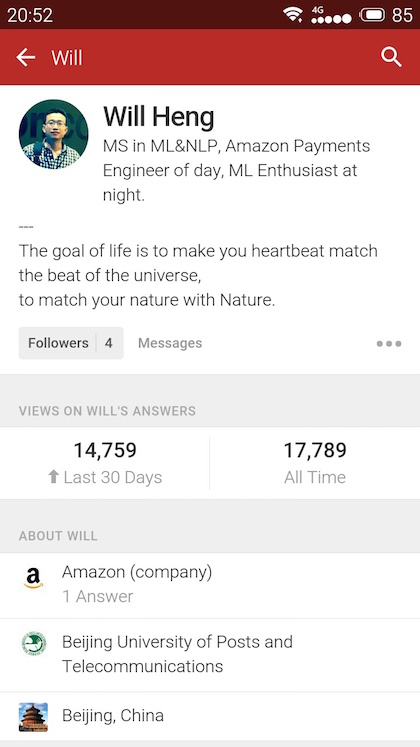 20:52
4G
85
Will
Will Heng
MS in ML&NLP, Amazon Payments
Engineer of day, ML Enthusiast at
night.
---
The goal of life is to make you heartbeat match
the beat of the universe,
to match your nature with Nature.
Followers 4 Messages
VIEWS ON WILL'S ANSWERS
14,759 17,789
Last 30 Days All Time
ABOUT WILL
a Amazon (company)
1 Answer
Beijing University of Posts and
Telecommunications
Beijing, China